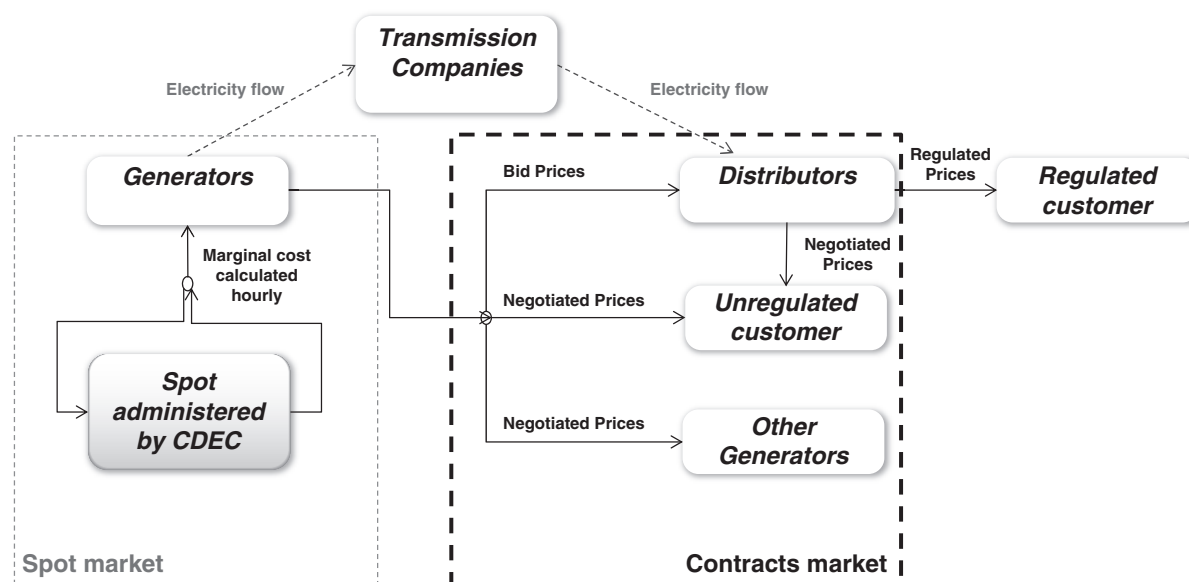 Transmission
Companies
Electricity flow
Electricity flow
Generators
Bid Prices
Distributors
Regulated
Prices
Regulated
customer
Marginal cost
calculated
hourly
Negotiated
Prices
Negotiated Prices
Unregulated
customer
Spot
administered
by CDEC
Negotiated Prices
Other
Generators
Spot market
Contracts market